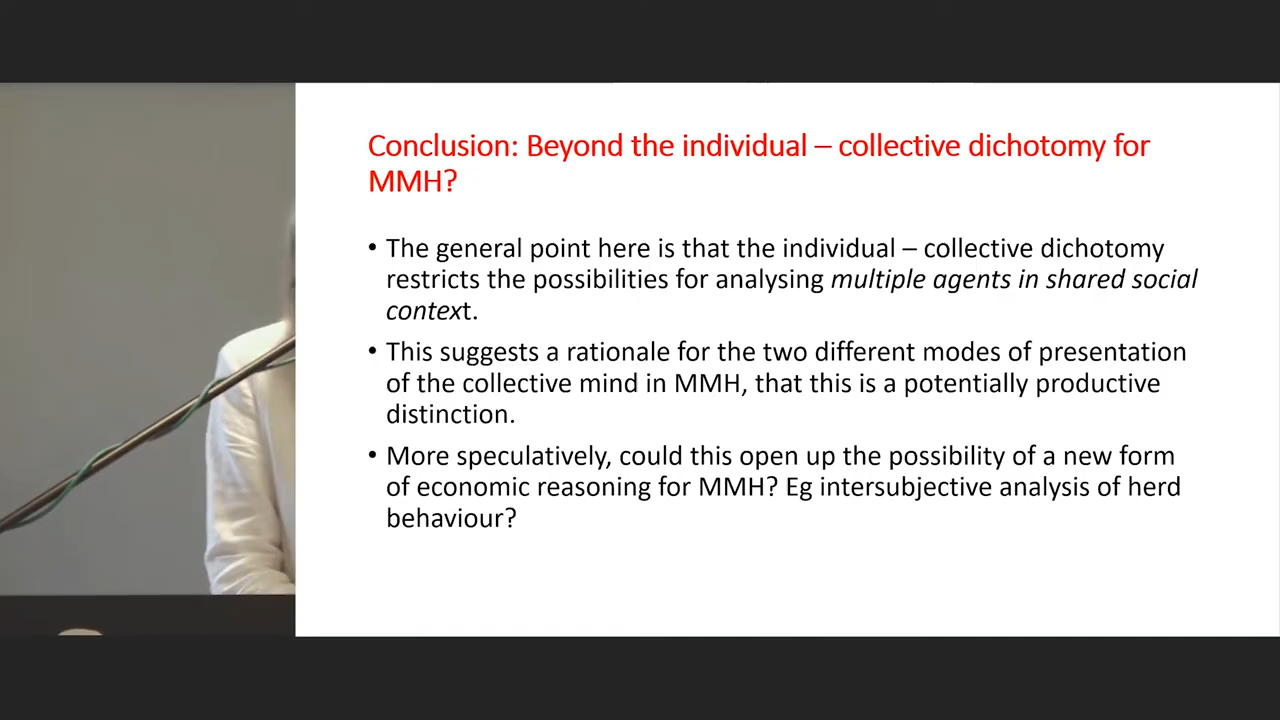 Conclusion: Beyond the individual – collective dichotomy for
MMH?
• The general point here is that the individual – collective dichotomy
restricts the possibilities for analysing multiple agents in shared social
context.
• This suggests a rationale for the two different modes of presentation
of the collective mind in MMH, that this is a potentially productive
distinction.
• More speculatively, could this open up the possibility of a new form
of economic reasoning for MMH? Eg intersubjective analysis of herd
behaviour?